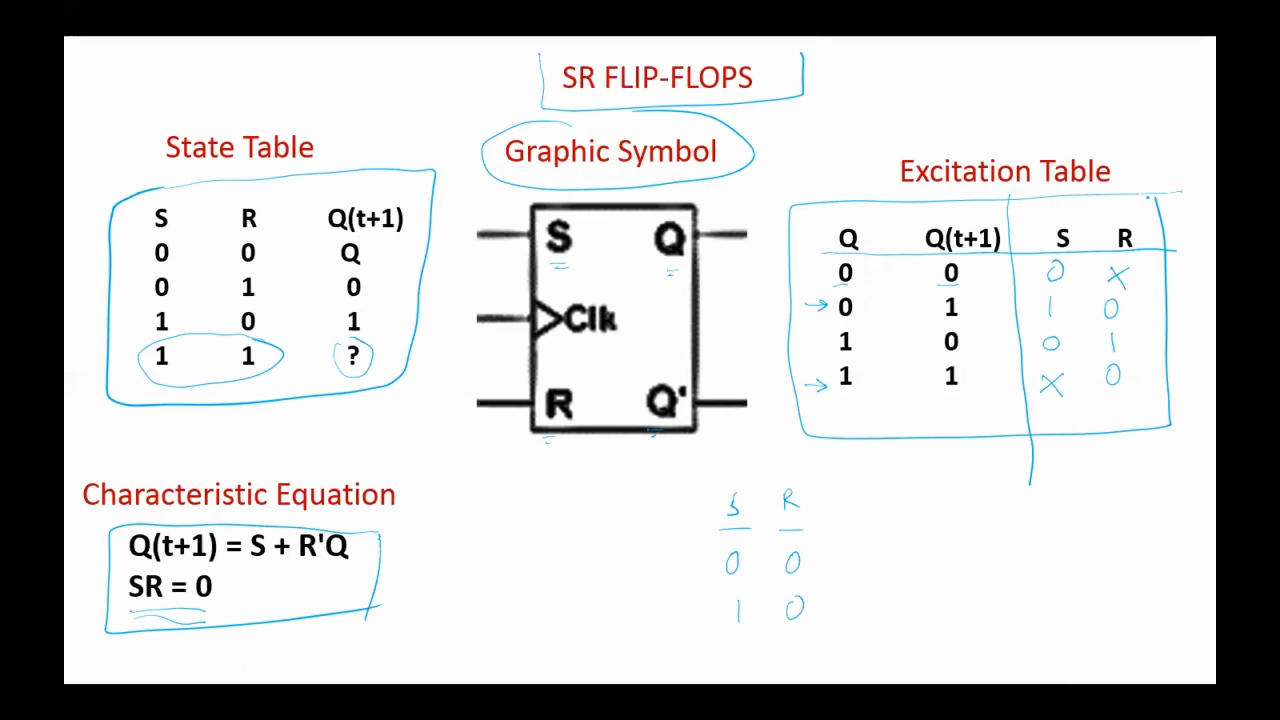 SR FLIP-FLOPS
State Table
S R Q(t+1)
0 0 Q
0 1 0
1 0 1
1 1 ?
Graphic Symbol
S Q
Clk
R Q'
Excitation Table
Q Q(t+1) S R
0 0 0 X
0 1 1 0
1 0 0 1
1 1 X 0
Characteristic Equation
Q(t+1) = S + R'Q
SR = 0
S R
0 0
1 0